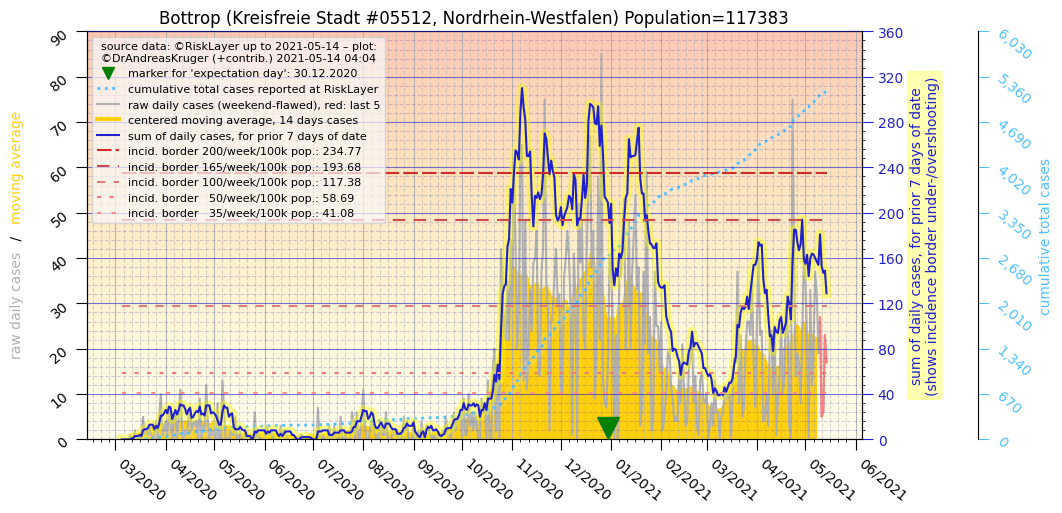 Bottrop (Kreisfreie Stadt #05512, Nordrhein-Westfalen) Population=117383
source data: ©RiskLayer up to 2021-05-14 – plot:
©DrAndreasKruger (+contrib.) 2021-05-14 04:04
marker for 'expectation day': 30.12.2020
cumulative total cases reported at RiskLayer
raw daily cases (weekend-flawed), red: last 5
centered moving average, 14 days cases
sum of daily cases, for prior 7 days of date
incid. border 200/week/100k pop.: 234.77
incid. border 165/week/100k pop.: 193.68
incid. border 100/week/100k pop.: 117.38
incid. border 50/week/100k pop.: 58.69
incid. border 35/week/100k pop.: 41.08
raw daily cases / moving average
90
80
70
60
50
40
30
20
10
0
03/2020
04/2020
05/2020
06/2020
07/2020
08/2020
09/2020
10/2020
11/2020
12/2020
01/2021
02/2021
03/2021
04/2021
05/2021
06/2021
360
320
280
240
200
160
120
80
40
0
sum of daily cases, for prior 7 days of date
(shows incidence border under-/overshooting)
6,030
5,360
4,690
4,020
3,350
2,680
2,010
1,340
670
0
cumulative total cases